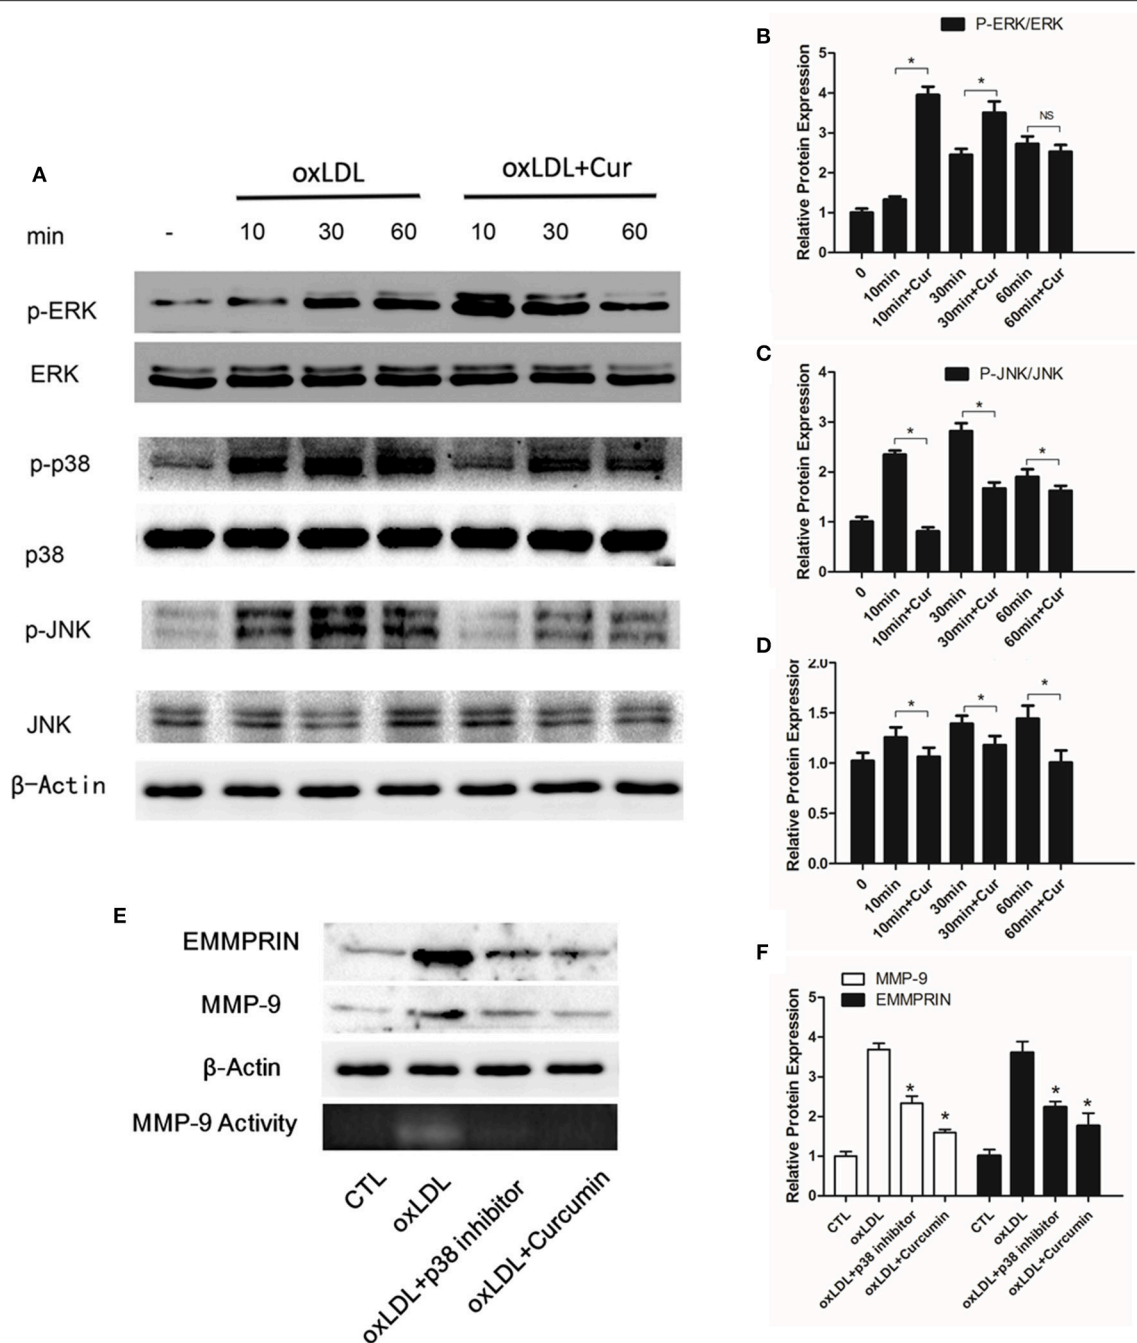 A
oxLDL
oxLDL+Cur
min
-
10
30
60
10
30
60
p-ERK
ERK
p-p38
p38
p-JNK
JNK
β-Actin
B
P-ERK/ERK
Relative Protein Expression
5
4
3
2
1
0
*
*
NS
0
10min
10min+Cur
30min
30min+Cur
60min
60min+Cur
C
P-JNK/JNK
Relative Protein Expression
4
3
2
1
0
*
*
*
0
10min
10min+Cur
30min
30min+Cur
60min
60min+Cur
D
Relative Protein Expression
2.0
1.5
1.0
0.5
0.0
*
*
*
0
10min
10min+Cur
30min
30min+Cur
60min
60min+Cur
E
EMMPRIN
MMP-9
β-Actin
MMP-9 Activity
CTL
oxLDL
oxLDL+p38 inhibitor
oxLDL+Curcumin
F
MMP-9
EMMPRIN
Relative Protein Expression
5
4
3
2
1
0
*
*
*
*
CTL
oxLDL
oxLDL+p38 inhibitor
oxLDL+Curcumin
CTL
oxLDL
oxLDL+p38 inhibitor
oxLDL+Curcumin